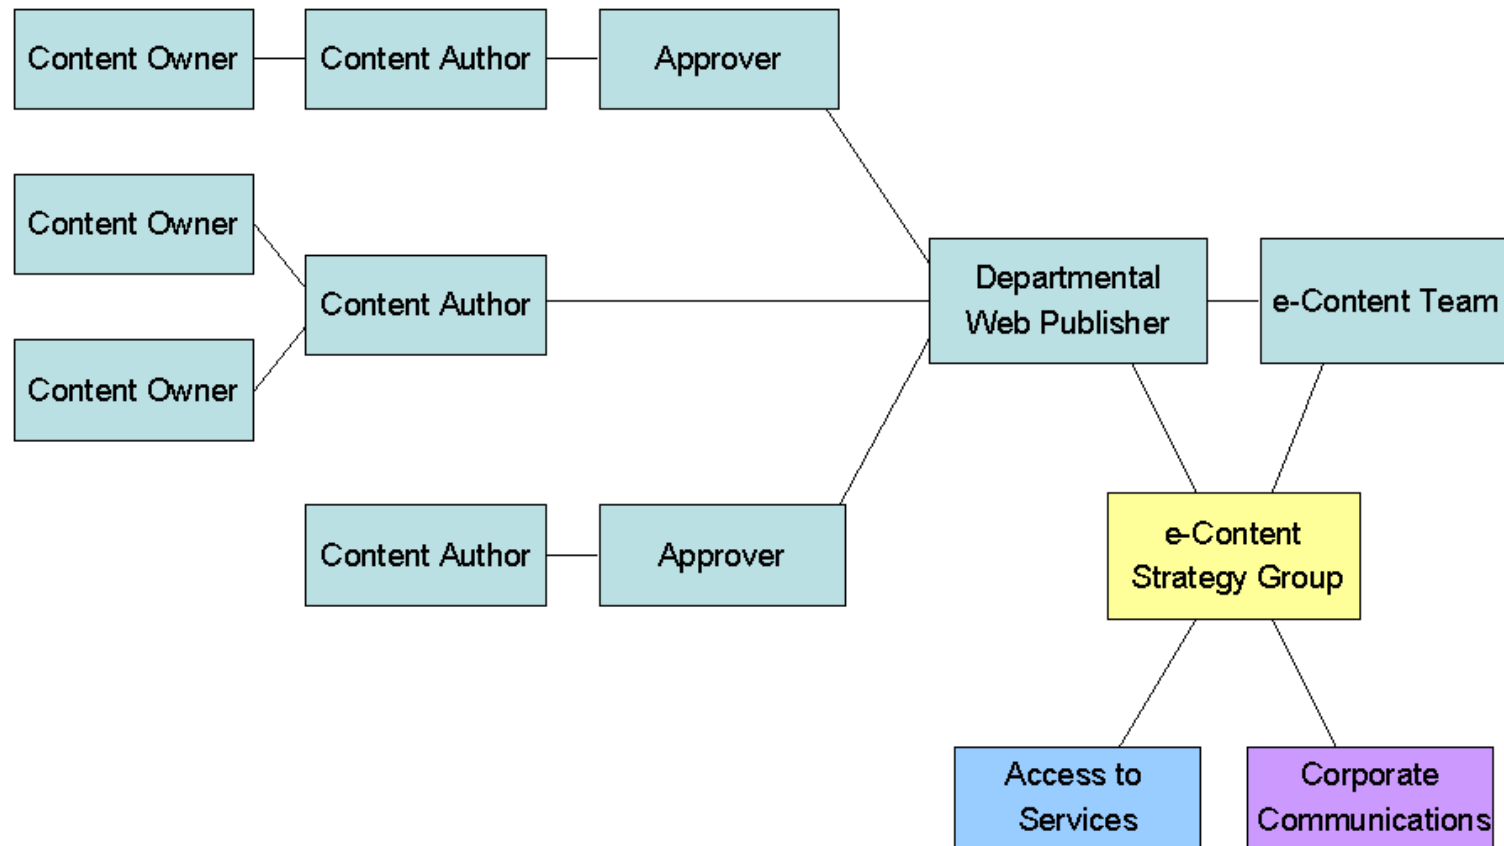 Content Owner
Content Author
Approver
Content Owner
Content Author
Content Owner
Departmental
Web Publisher
e-Content Team
Content Author
Approver
e-Content
Strategy Group
Access to
Services
Corporate
Communications